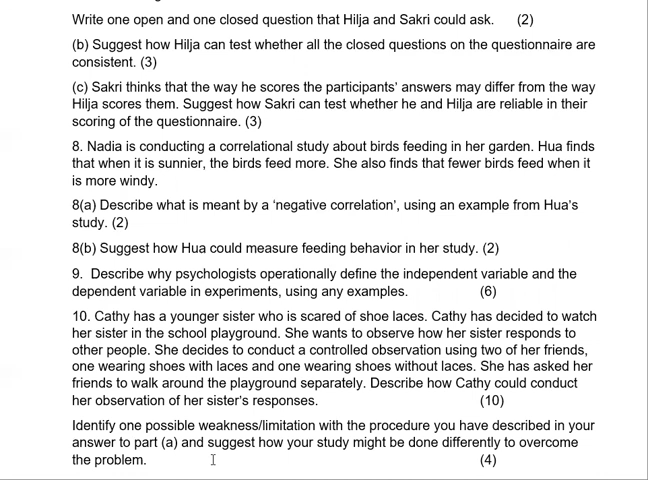 Write one open and one closed question that Hilja and Sakri could ask. (2)
(b) Suggest how Hilja can test whether all the closed questions on the questionnaire are
consistent. (3)
(c) Sakri thinks that the way he scores the participants' answers may differ from the way
Hilja scores them. Suggest how Sakri can test whether he and Hilja are reliable in their
scoring of the questionnaire. (3)
8. Nadia is conducting a correlational study about birds feeding in her garden. Hua finds
that when it is sunnier, the birds feed more. She also finds that fewer birds feed when it
is more windy.
8(a) Describe what is meant by a 'negative correlation', using an example from Hua's
study. (2)
8(b) Suggest how Hua could measure feeding behavior in her study. (2)
9. Describe why psychologists operationally define the independent variable and the
dependent variable in experiments, using any examples. (6)
10. Cathy has a younger sister who is scared of shoe laces. Cathy has decided to watch
her sister in the school playground. She wants to observe how her sister responds to
other people. She decides to conduct a controlled observation using two of her friends,
one wearing shoes with laces and one wearing shoes without laces. She has asked her
friends to walk around the playground separately. Describe how Cathy could conduct
her observation of her sister's responses. (10)
Identify one possible weakness/limitation with the procedure you have described in your
answer to part (a) and suggest how your study might be done differently to overcome
the problem. (4)